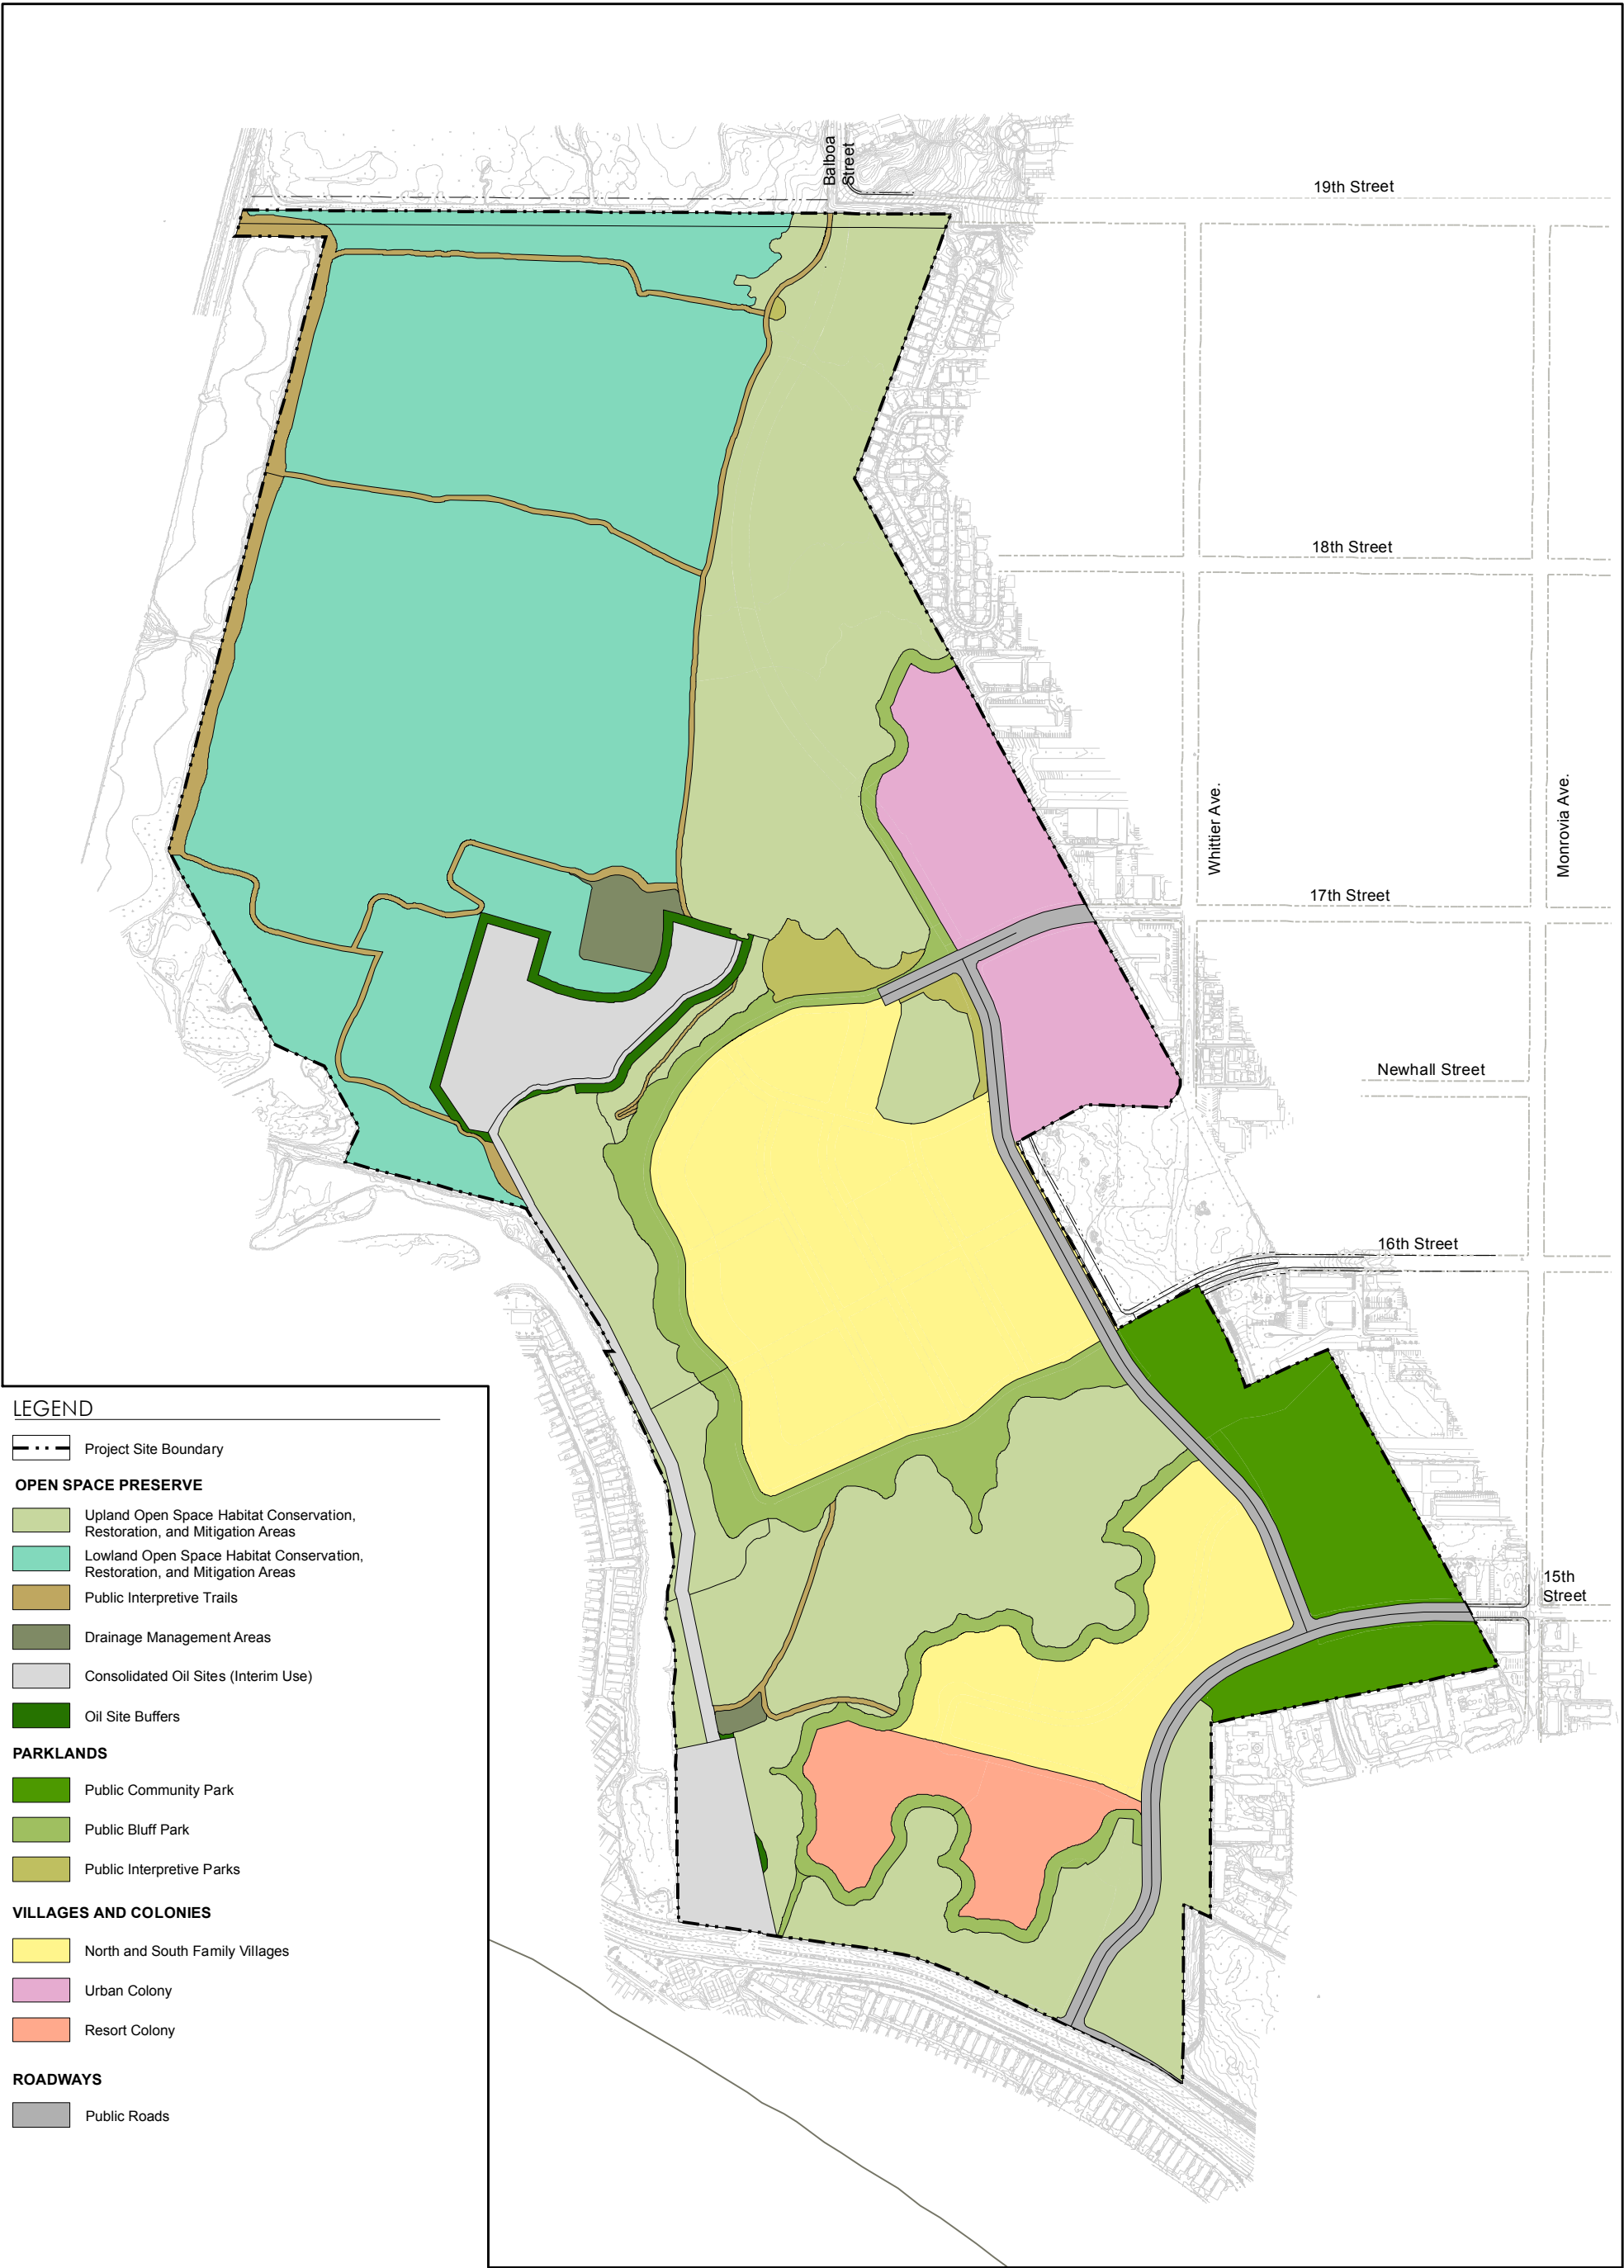 Balboa
Street
19th Street
18th Street
Whittier Ave.
Monrovia Ave.
17th Street
Newhall Street
16th Street
15th
Street
LEGEND
Project Site Boundary
OPEN SPACE PRESERVE
Upland Open Space Habitat Conservation,
Restoration, and Mitigation Areas
Lowland Open Space Habitat Conservation,
Restoration, and Mitigation Areas
Public Interpretive Trails
Drainage Management Areas
Consolidated Oil Sites (Interim Use)
Oil Site Buffers
PARKLANDS
Public Community Park
Public Bluff Park
Public Interpretive Parks
VILLAGES AND COLONIES
North and South Family Villages
Urban Colony
Resort Colony
ROADWAYS
Public Roads